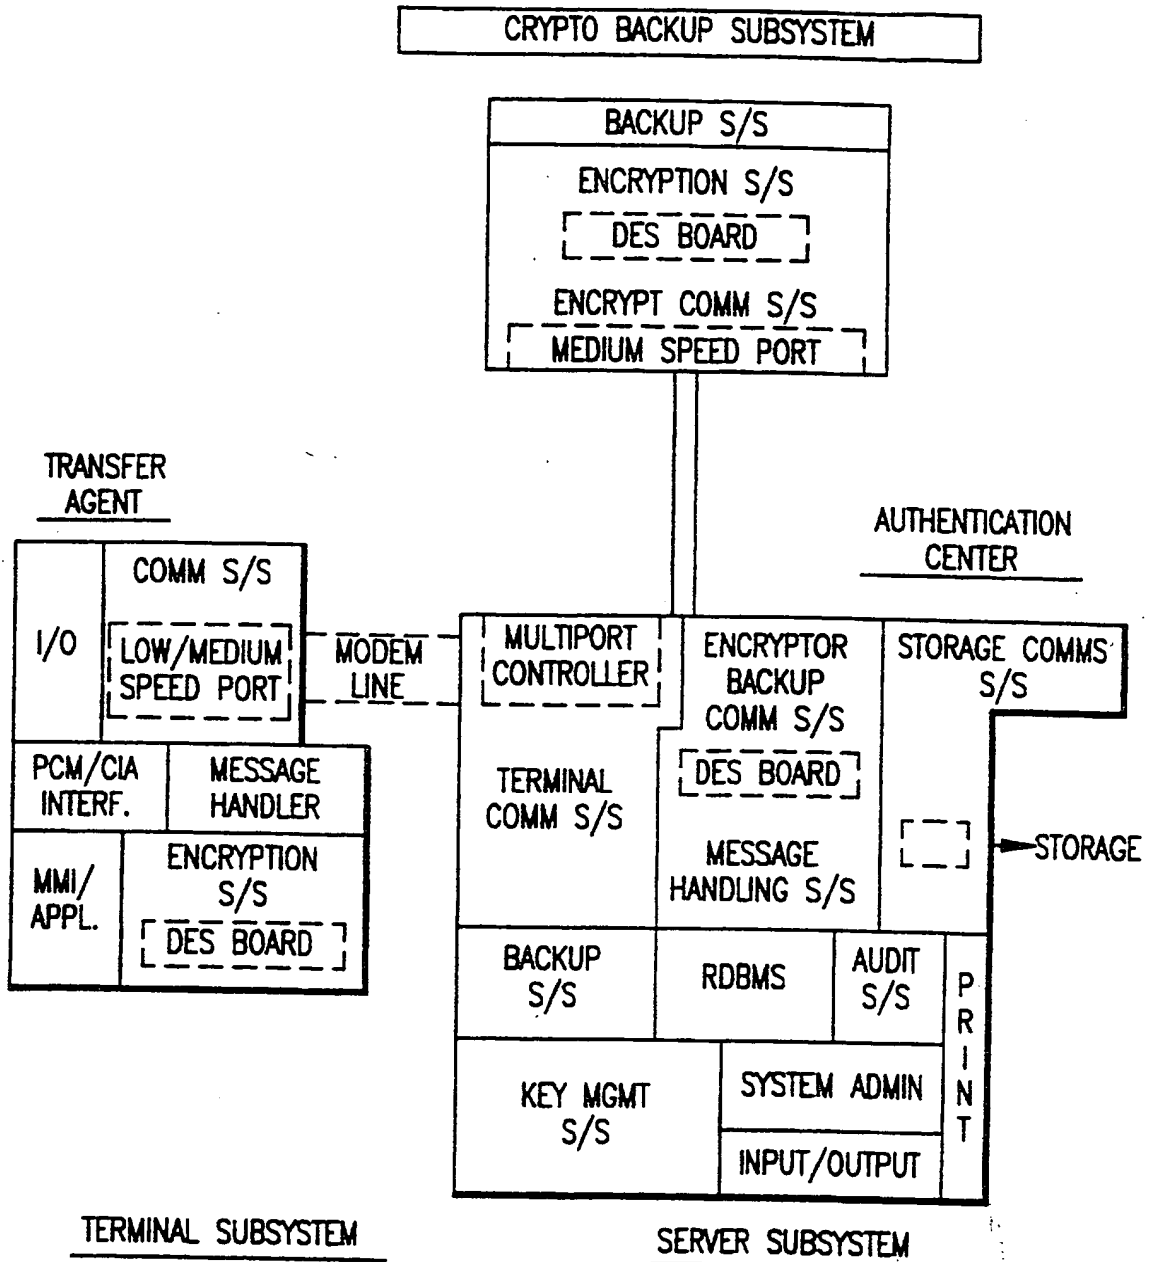 CRYPTO BACKUP SUBSYSTEM
BACKUP S/S
ENCRYPTION S/S
DES BOARD
ENCRYPT COMM S/S
MEDIUM SPEED PORT
TRANSFER
AGENT
I/O
COMM S/S
LOW/MEDIUM
SPEED PORT
PCM/CIA
INTERF.
MESSAGE
HANDLER
MMI/
APPL.
ENCRYPTION
S/S
DES BOARD
MODEM
LINE
AUTHENTICATION
CENTER
MULTIPORT
CONTROLLER
TERMINAL
COMM S/S
ENCRYPTOR
BACKUP
COMM S/S
DES BOARD
MESSAGE
HANDLING S/S
STORAGE COMMS
S/S
STORAGE
BACKUP
S/S
RDBMS
AUDIT
S/S
PRINT
KEY MGMT
S/S
SYSTEM ADMIN
INPUT/OUTPUT
TERMINAL SUBSYSTEM
SERVER SUBSYSTEM